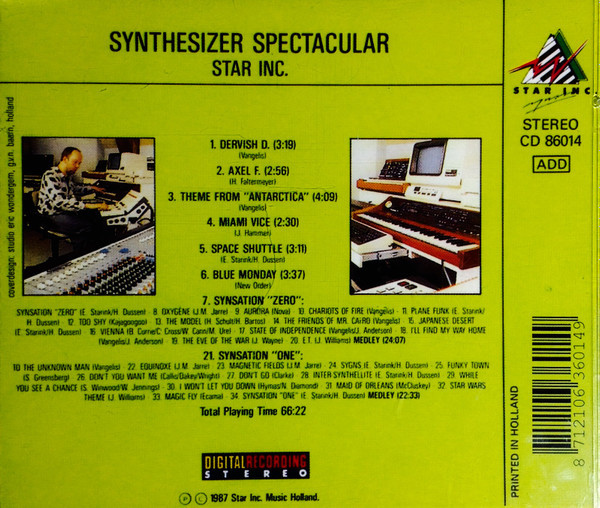 SYNTHESIZER SPECTACULAR
STAR INC.
STAR INC.
music
STEREO
CD 86014
ADD
coverdesign: studio eric wondergem, g.v.n. baarn, holland
1. DERVISH D. (3:19)
(Vangelis)
2. AXEL F. (2:56)
(H. Faltermeyer)
3. THEME FROM "ANTARCTICA" (4:09)
(Vangelis)
4. MIAMI VICE (2:30)
(J. Hammer)
5. SPACE SHUTTLE (3:11)
(E. Starink/H. Dussen)
6. BLUE MONDAY (3:37)
(New Order)
7. SYNSATION "ZERO":
SYNSATION "ZERO" (E. Starink/H. Dussen) · 8. OXYGENE (J.M. Jarre) · 9. AURORA (Nova) · 10. CHARIOTS OF FIRE (Vangelis) · 11. PLANE FUNK (E. Starink/
H. Dussen) · 12. TOO SHY (Kajagoogoo) · 13. THE MODEL (H. Schult/H. Bartos) · 14. THE FRIENDS OF MR. CAIRO (Vangelis) · 15. JAPANESE DESERT
(E. Starink/H. Dussen) · 16. VIENNA (B. Currie/C. Cross/W. Cann/M. Ure) · 17. STATE OF INDEPENDENCE (Vangelis/J. Anderson) · 18. I'LL FIND MY WAY HOME
(Vangelis/J. Anderson) · 19. THE EVE OF THE WAR (J. Wayne) · 20. E.T. (J. Williams) MEDLEY (24:07)
21. SYNSATION "ONE":
TO THE UNKNOWN MAN (Vangelis) · 22. EQUINOXE (J.M. Jarre) · 23. MAGNETIC FIELDS (J.M. Jarre) · 24. SYGNS (E. Starink/H. Dussen) · 25. FUNKY TOWN
(S. Greensberg) · 26. DON'T YOU WANT ME (Callis/Oakey/Wright) · 27. DON'T GO (Clarke) · 28. INTER-SYNTHELLITE (E. Starink/H. Dussen) · 29. WHILE
YOU SEE A CHANCE (S. Winwood/W. Jennings) · 30. I WON'T LET YOU DOWN (Hymas/N. Diamond) · 31. MAID OF ORLEANS (McCluskey) · 32. STAR WARS
THEME (J. Williams) · 33. MAGIC FLY (Ecama) · 34. SYNSATION "ONE" (E. Starink/H. Dussen) MEDLEY (22:33)
Total Playing Time 66:22
DIGITAL RECORDING
STEREO
Ⓟ © 1987 Star Inc. Music Holland.
PRINTED IN HOLLAND
8 712106 360149